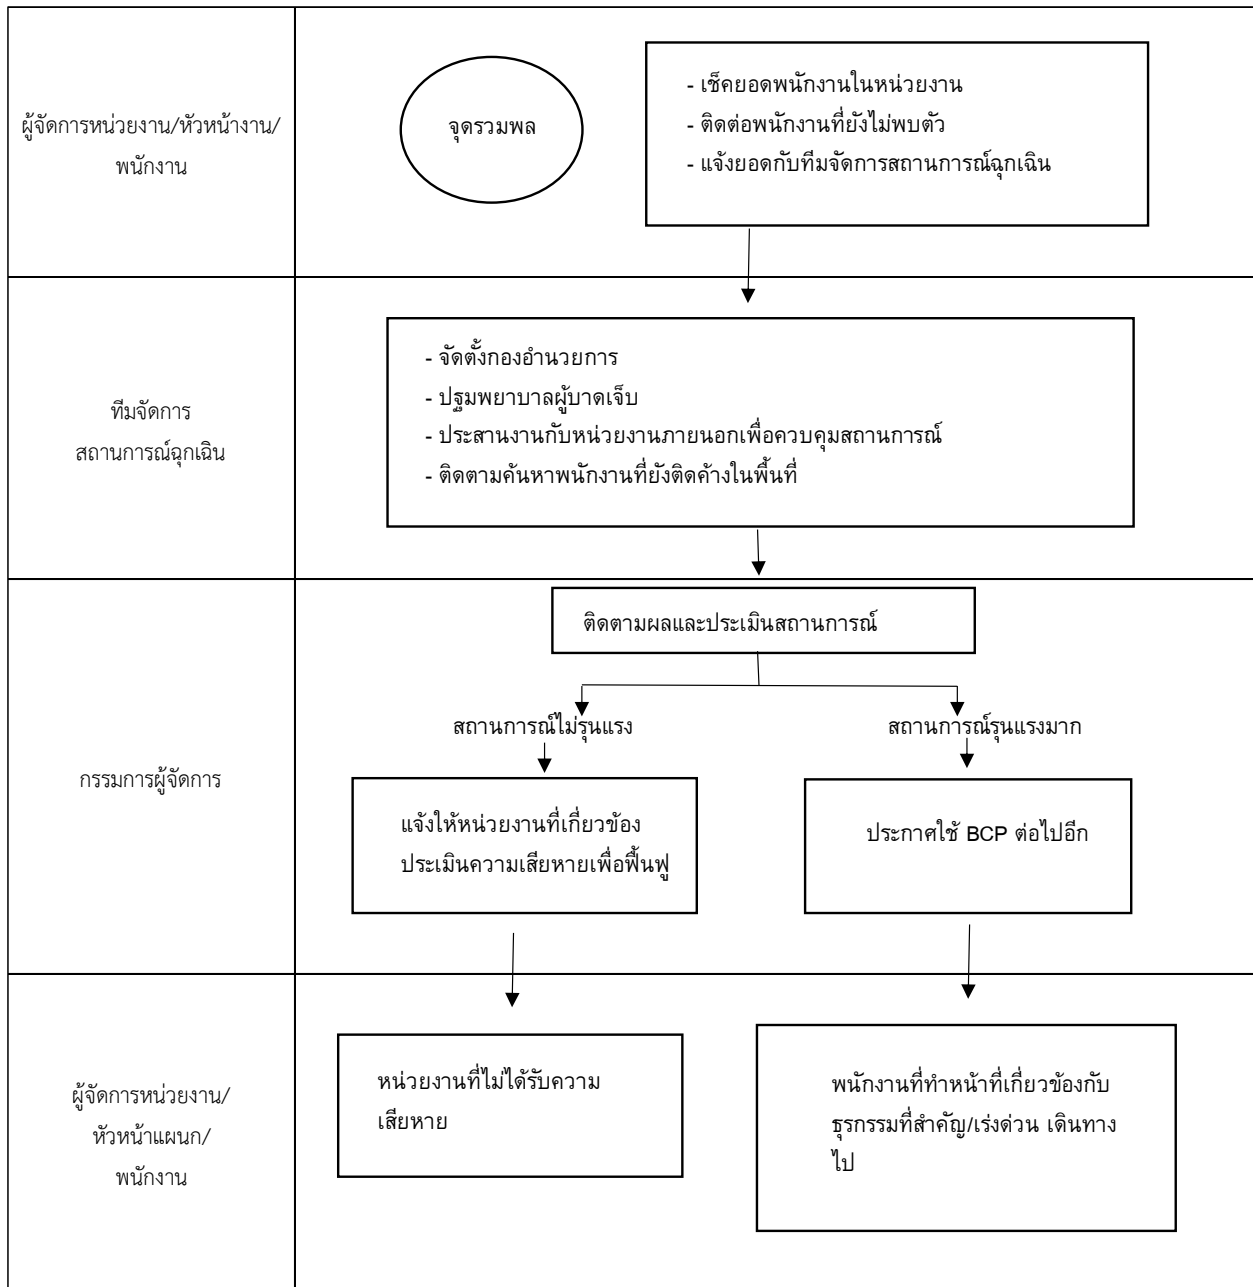 ผู้จัดการหน่วยงาน/หัวหน้างาน/
พนักงาน
จุดรวมพล
- เช็คยอดพนักงานในหน่วยงาน
- ติดต่อพนักงานที่ยังไม่พบตัว
- แจ้งยอดกับทีมจัดการสถานการณ์ฉุกเฉิน
ทีมจัดการ
สถานการณ์ฉุกเฉิน
- จัดตั้งกองอำนวยการ
- ปฐมพยาบาลผู้บาดเจ็บ
- ประสานงานกับหน่วยงานภายนอกเพื่อควบคุมสถานการณ์
- ติดตามค้นหาพนักงานที่ยังติดค้างในพื้นที่
กรรมการผู้จัดการ
ติดตามผลและประเมินสถานการณ์
สถานการณ์ไม่รุนแรง
สถานการณ์รุนแรงมาก
แจ้งให้หน่วยงานที่เกี่ยวข้อง
ประเมินความเสียหายเพื่อฟื้นฟู
ประกาศใช้ BCP ต่อไปอีก
ผู้จัดการหน่วยงาน/
หัวหน้าแผนก/
พนักงาน
หน่วยงานที่ไม่ได้รับความ
เสียหาย
พนักงานที่ทำหน้าที่เกี่ยวข้องกับ
ธุรกรรมที่สำคัญ/เร่งด่วน เดินทาง
ไป